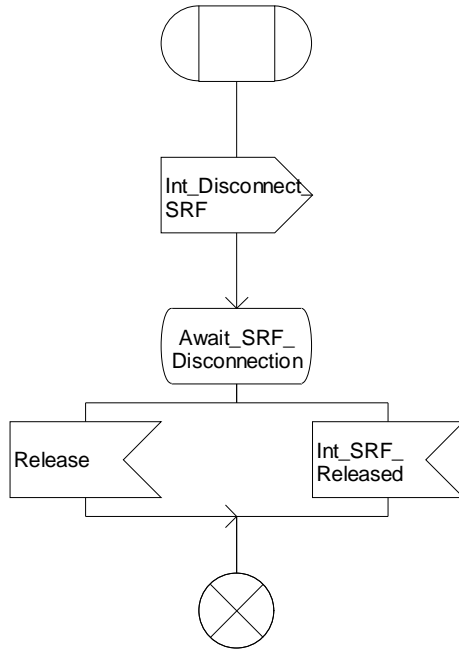 Int_Disconnect_
SRF
Await_SRF_
Disconnection
Release
Int_SRF_
Released